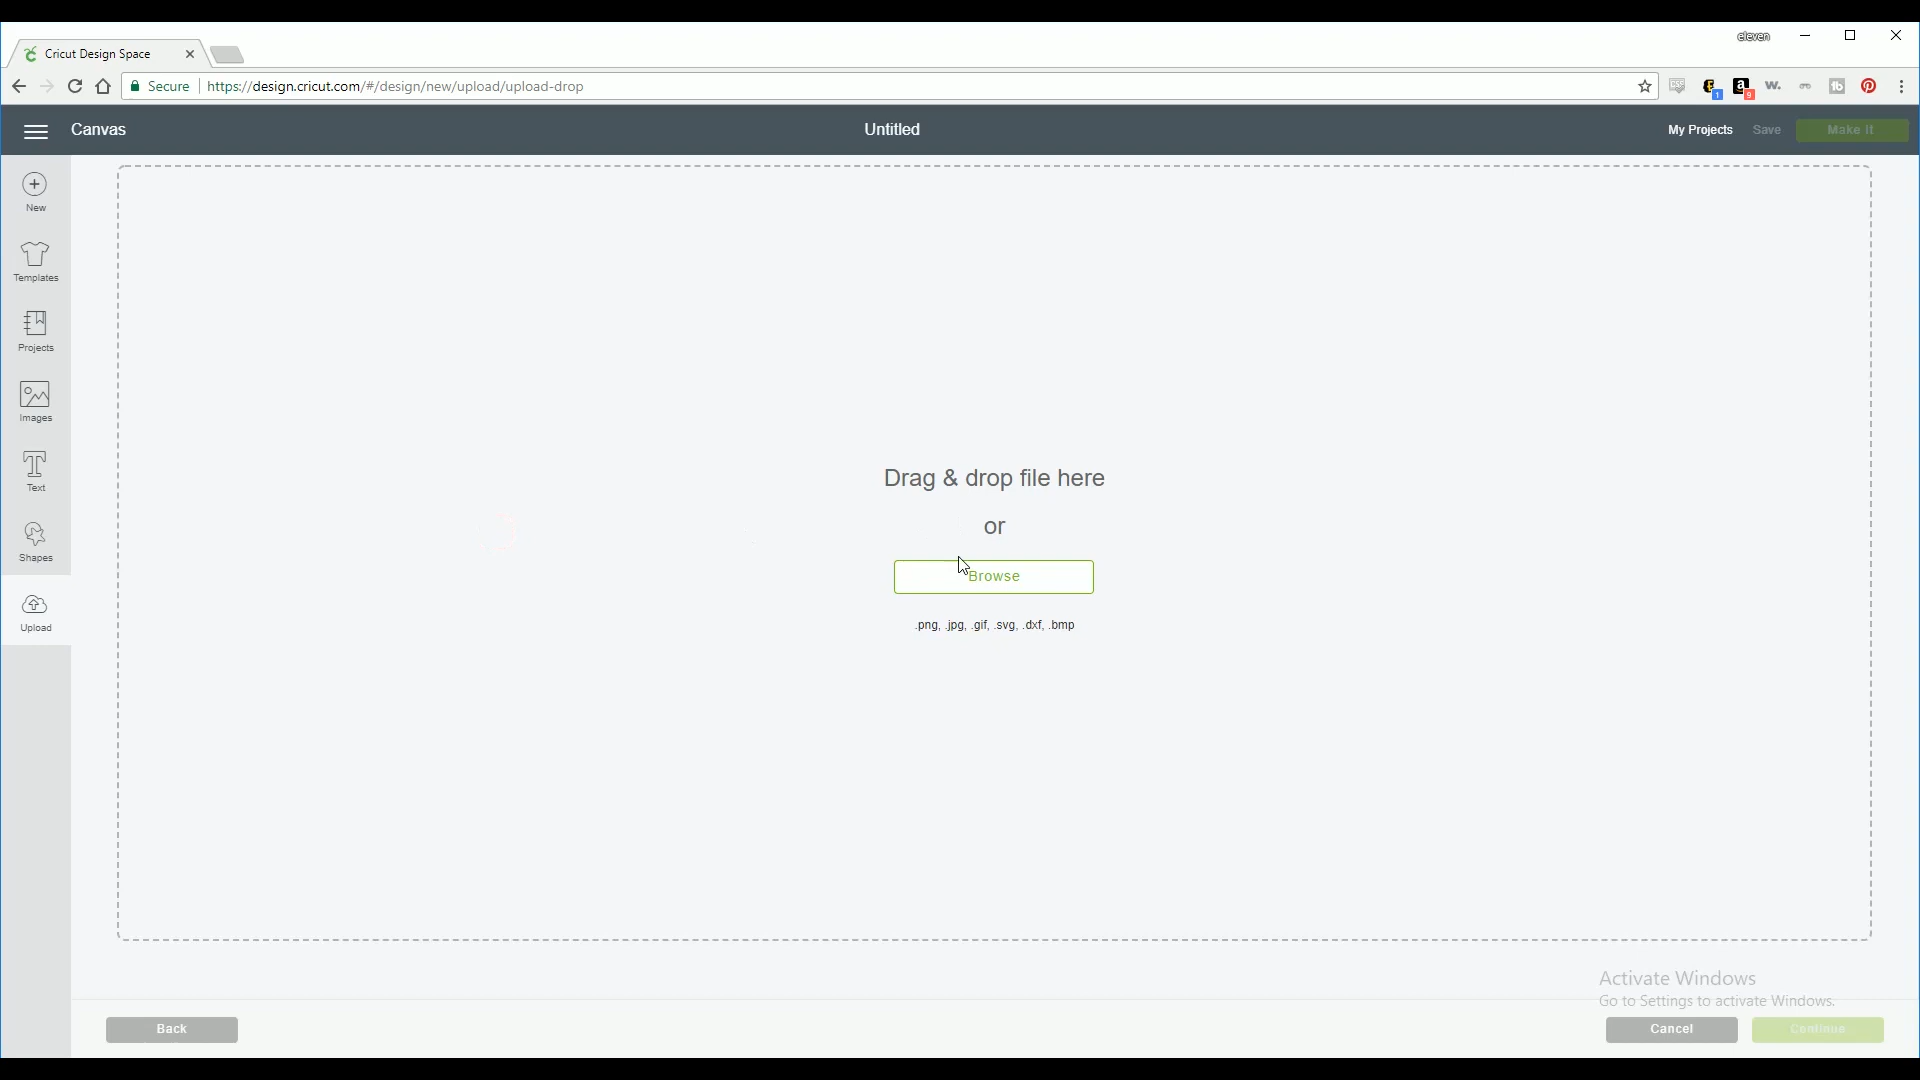 eleven
Cricut Design Space
Secure https://design.cricut.com/#/design/new/upload/upload-drop
Canvas
Untitled
My Projects
Save
Make It
New
Templates
Projects
Images
Text
Shapes
Upload
Drag & drop file here
or
Browse
.png, .jpg, .gif, .svg, .dxf, .bmp
Activate Windows
Go to Settings to activate Windows.
Back
Cancel
Continue